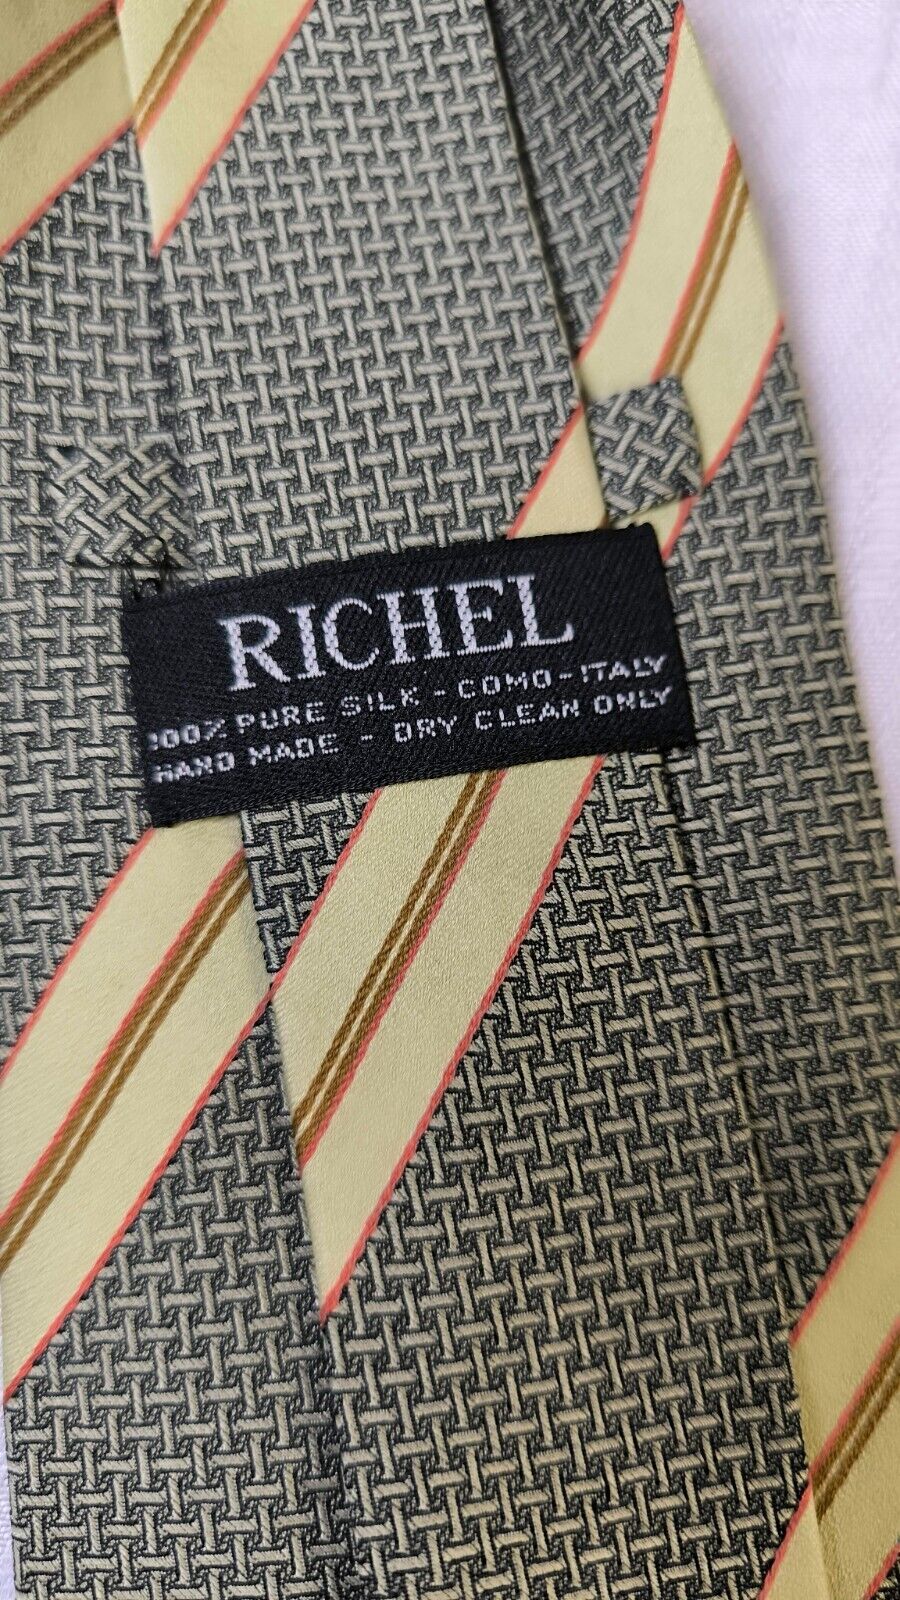 RICHEL
100% PURE SILK - COMO-ITALY
HAND MADE - DRY CLEAN ONLY